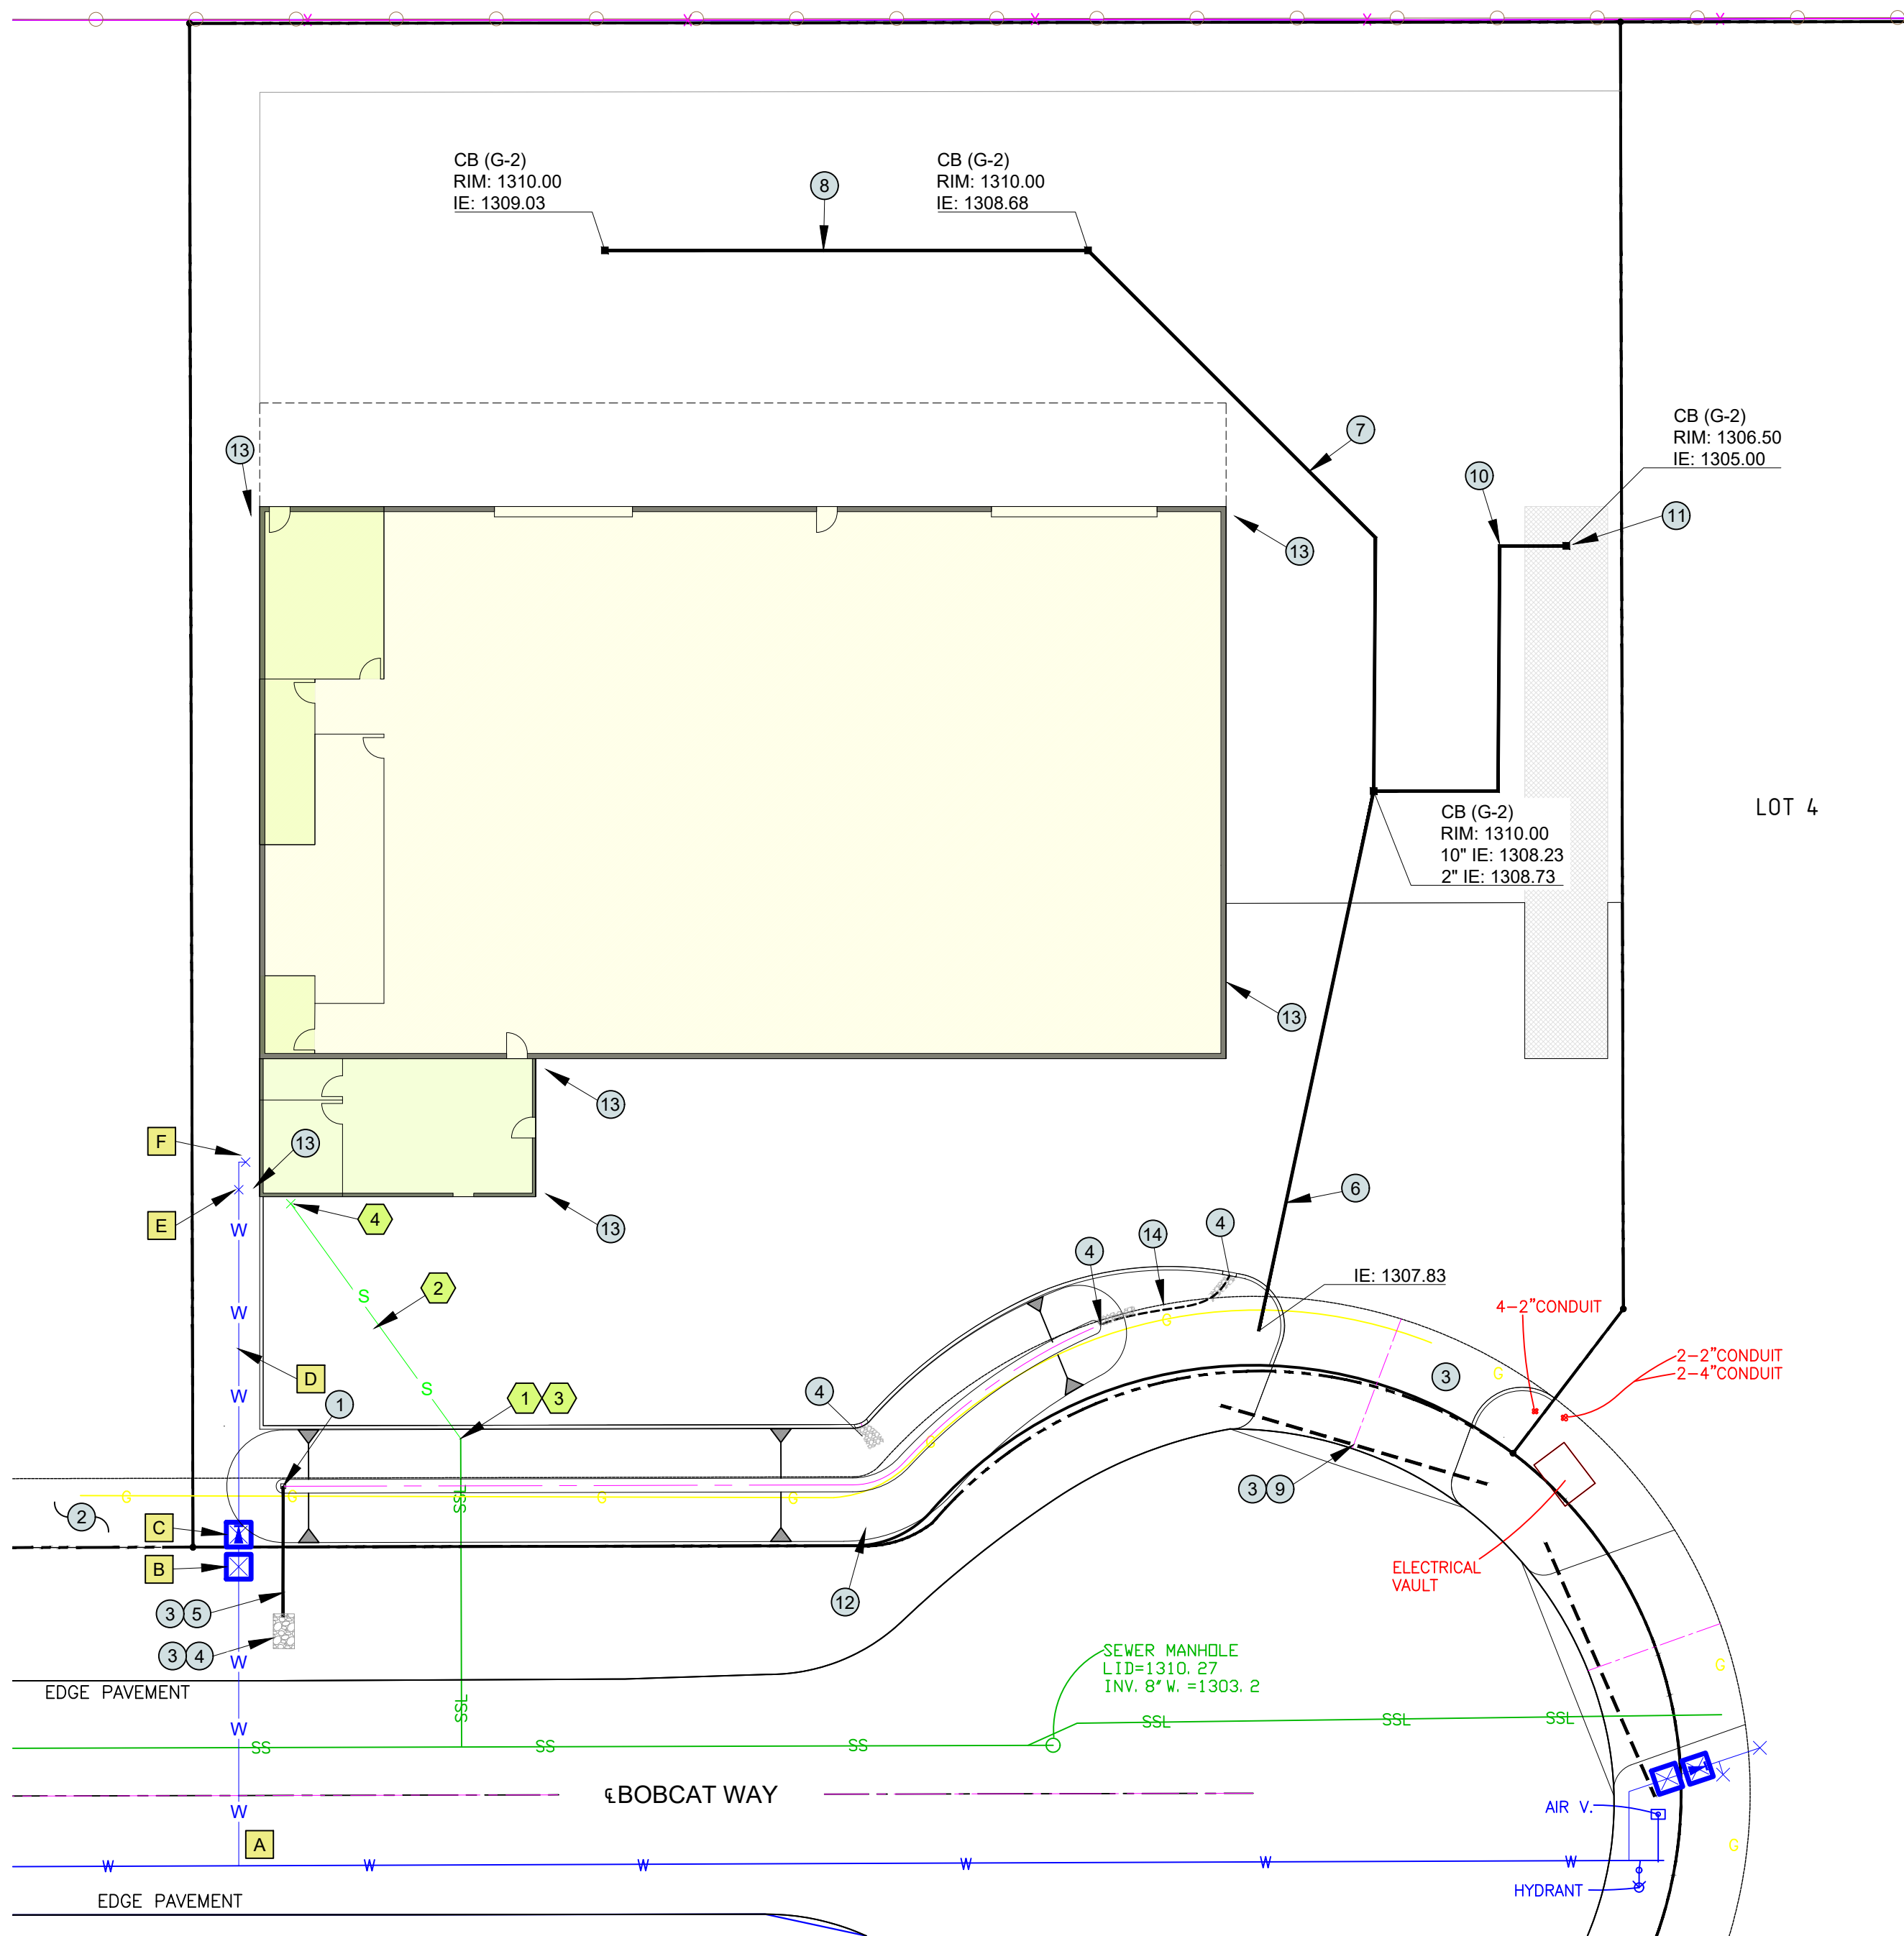 CB (G-2)
RIM: 1310.00
IE: 1309.03
8
CB (G-2)
RIM: 1310.00
IE: 1308.68
7
CB (G-2)
RIM: 1306.50
IE: 1305.00
13
10
11
13
LOT 4
CB (G-2)
RIM: 1310.00
10" IE: 1308.23
2" IE: 1308.73
13
13
F
13
E
4
13
6
4
14
4
2
IE: 1307.83
4-2"CONDUIT
2-2"CONDUIT
2-4"CONDUIT
D
1
1 3
4
3
3 9
2
C
B
3 5
3 4
12
ELECTRICAL
VAULT
EDGE PAVEMENT
SEWER MANHOLE
LID=1310.27
INV. 8" W. =1303.2
W
W
W
W
W
W
S
S
SSL
SSL
G
G
G
G
G
G
G
G
G
SS
SS
SS
SSL
SSL
SSL
℄BOBCAT WAY
AIR V.
A
W
W
W
W
W
W
HYDRANT
EDGE PAVEMENT